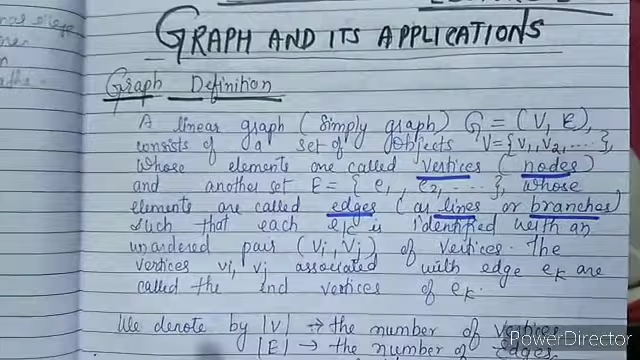 GRAPH AND ITS APPLICATIONS
Graph Definition
A linear graph (Simply graph) G = (V, E),
consists of a set of objects V = {v1, v2, ....}
whose elements are called vertices (nodes)
and another set E = { e1, e2, .... }, whose
elements are called edges (or lines or branches)
such that each ek is identified with an
unordered pair (vi, vj) of vertices. The
vertices vi, vj associated with edge ek are
called the end vertices of ek.
We denote by |V| → the number of vertices
|E| → the number of edges.
PowerDirector